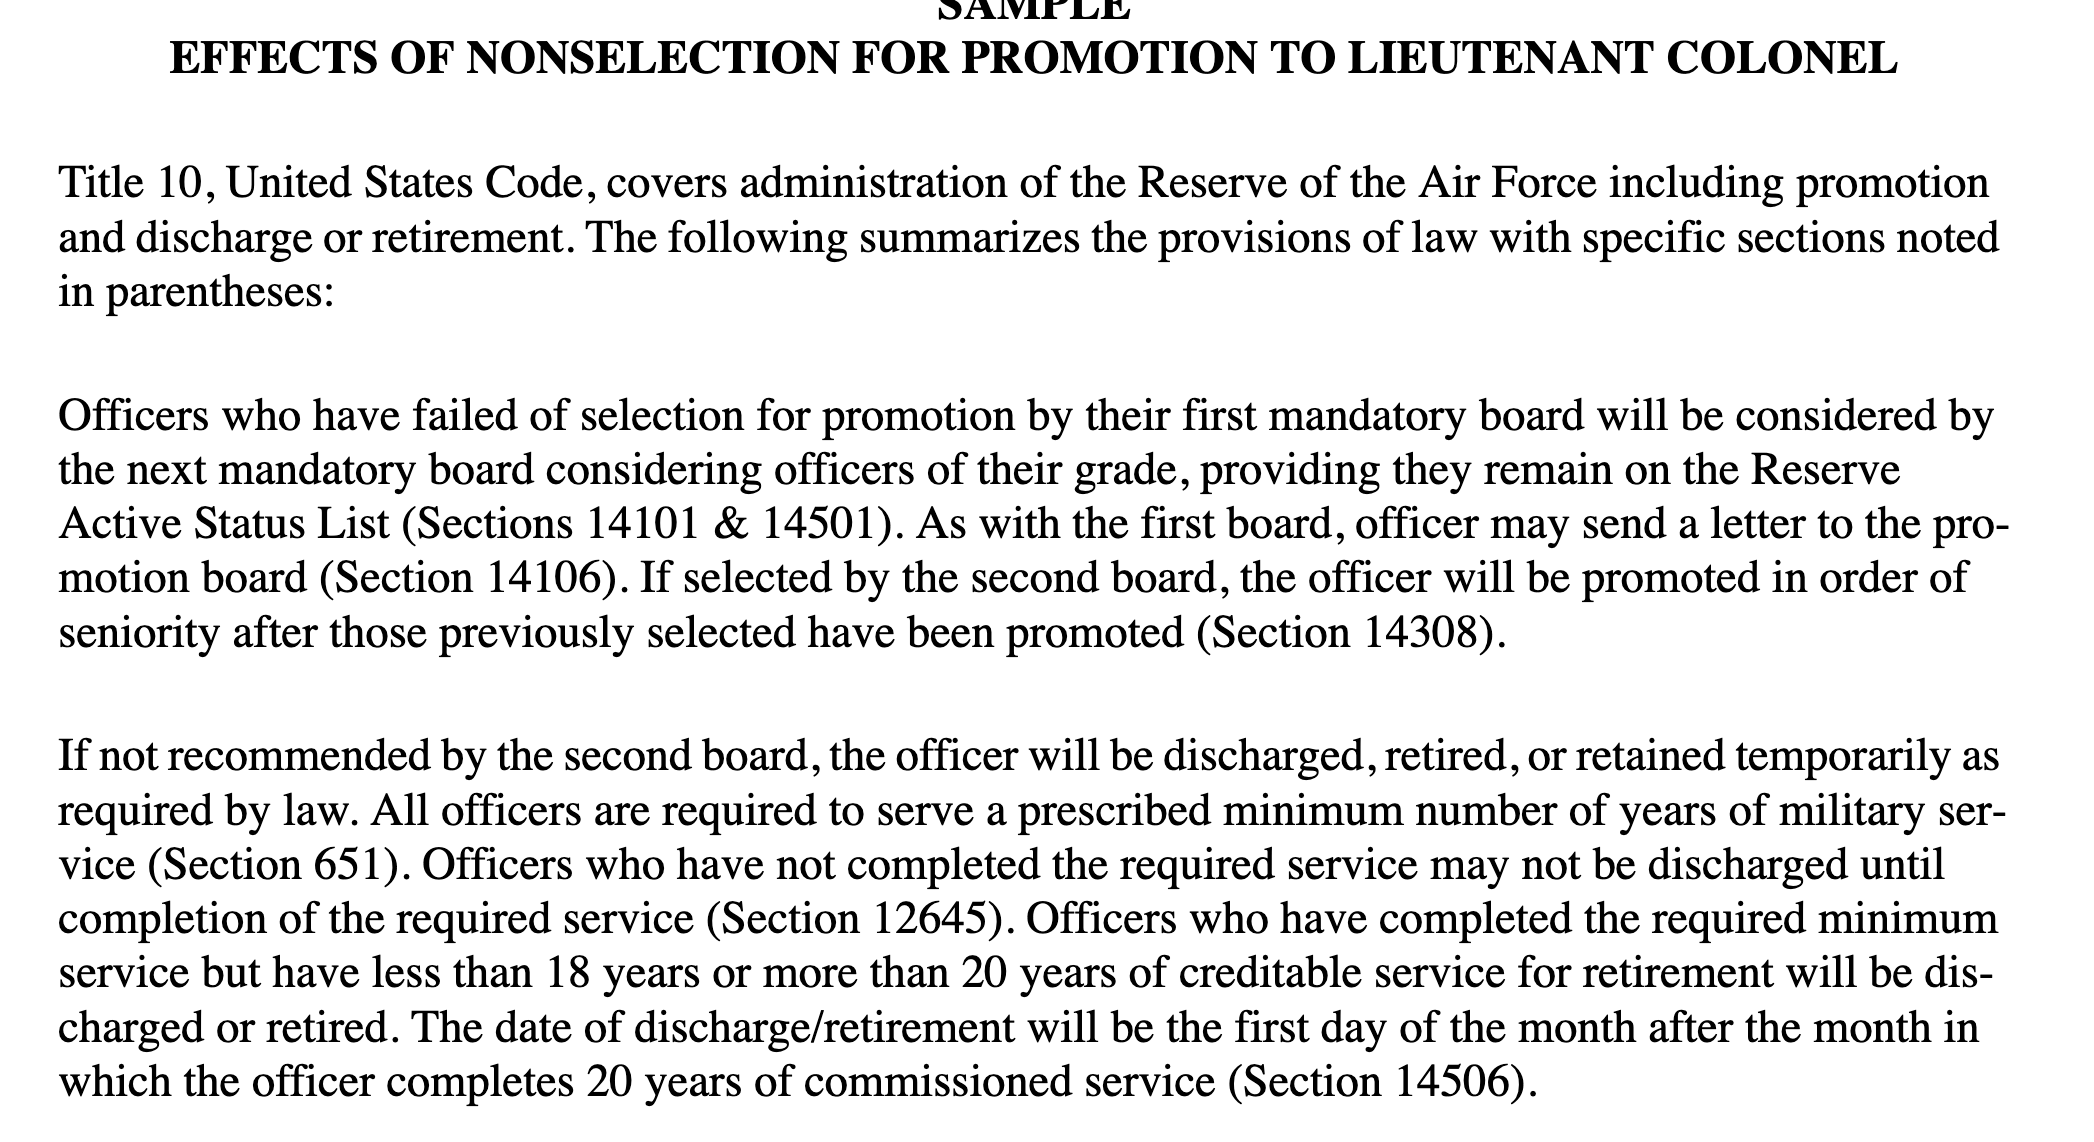 SAMPLE
EFFECTS OF NONSELECTION FOR PROMOTION TO LIEUTENANT COLONEL
Title 10, United States Code, covers administration of the Reserve of the Air Force including promotion
and discharge or retirement. The following summarizes the provisions of law with specific sections noted
in parentheses:
Officers who have failed of selection for promotion by their first mandatory board will be considered by
the next mandatory board considering officers of their grade, providing they remain on the Reserve
Active Status List (Sections 14101 & 14501). As with the first board, officer may send a letter to the pro-
motion board (Section 14106). If selected by the second board, the officer will be promoted in order of
seniority after those previously selected have been promoted (Section 14308).
If not recommended by the second board, the officer will be discharged, retired, or retained temporarily as
required by law. All officers are required to serve a prescribed minimum number of years of military ser-
vice (Section 651). Officers who have not completed the required service may not be discharged until
completion of the required service (Section 12645). Officers who have completed the required minimum
service but have less than 18 years or more than 20 years of creditable service for retirement will be dis-
charged or retired. The date of discharge/retirement will be the first day of the month after the month in
which the officer completes 20 years of commissioned service (Section 14506).